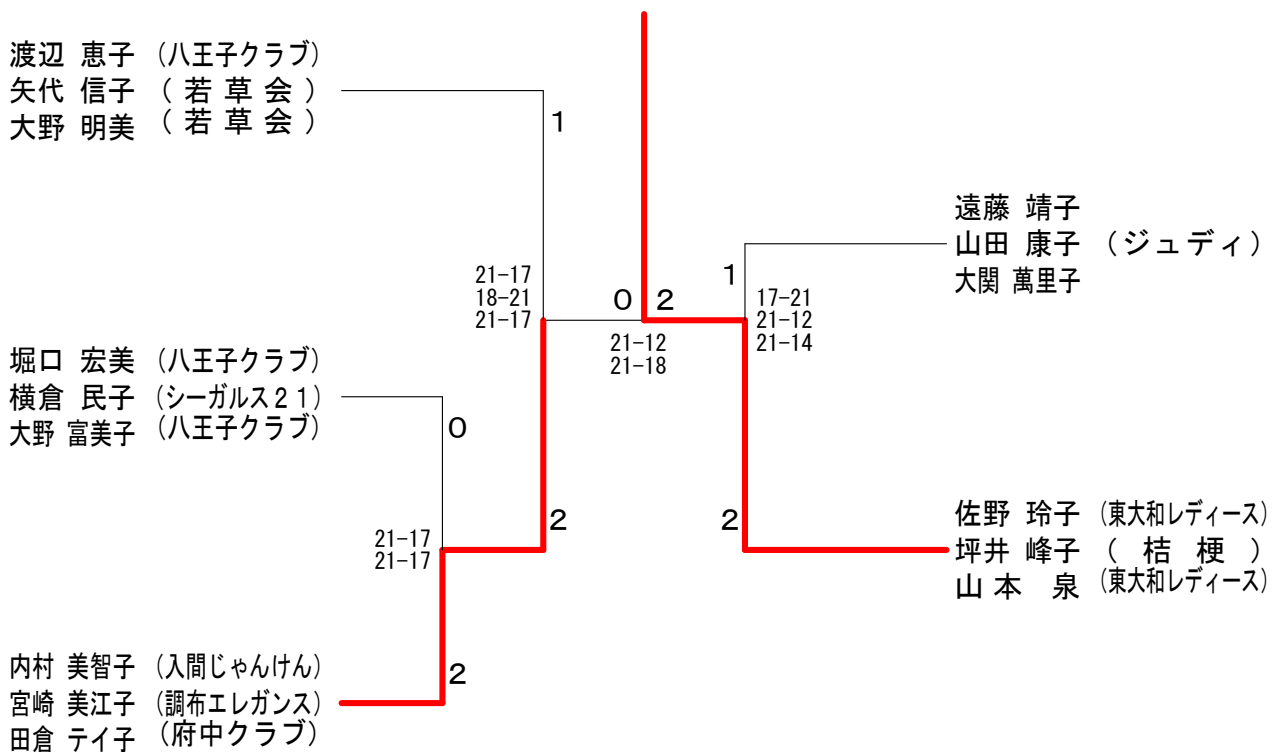 渡辺 恵子 (八王子クラブ)
矢代 信子 ( 若 草 会 )
大野 明美 ( 若 草 会 )
1
遠藤 靖子
山田 康子 (ジュディ)
大関 萬里子
1
21-17
18-21
21-17
0 2
21-12
21-18
17-21
21-12
21-14
堀口 宏美 (八王子クラブ)
横倉 民子 (シーガルス21)
大野 富美子 (八王子クラブ)
0
2
2
21-17
21-17
佐野 玲子 (東大和レディース)
坪井 峰子 ( 桔 梗 )
山本 泉 (東大和レディース)
内村 美智子 (入間じゃんけん)
宮崎 美江子 (調布エレガンス)
田倉 テイ子 (府中クラブ)
2